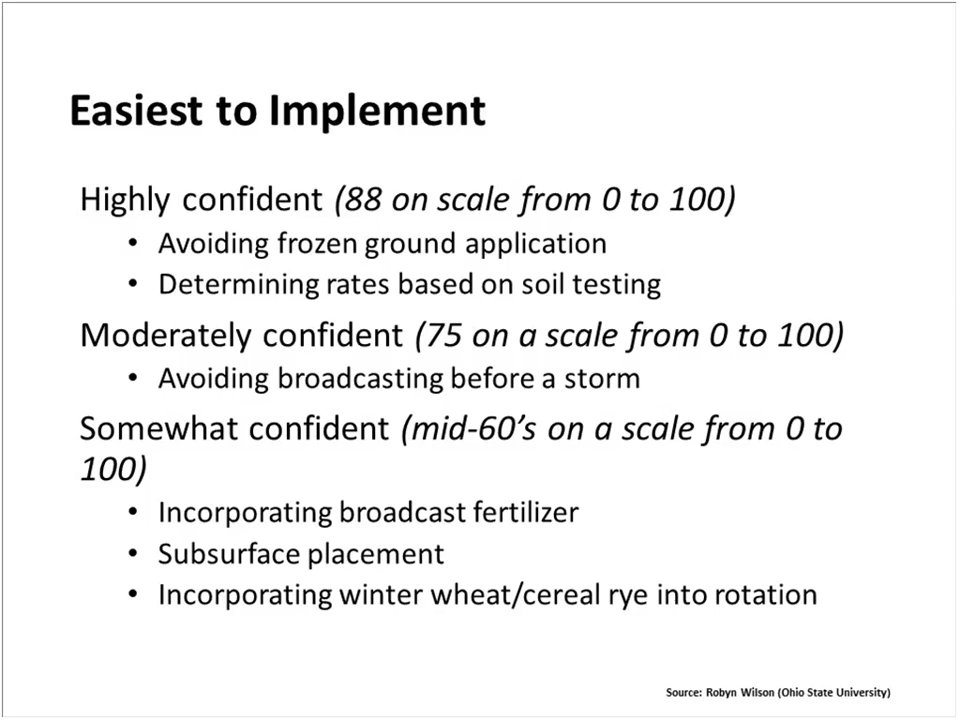 Easiest to Implement
Highly confident (88 on scale from 0 to 100)
• Avoiding frozen ground application
• Determining rates based on soil testing
Moderately confident (75 on a scale from 0 to 100)
• Avoiding broadcasting before a storm
Somewhat confident (mid-60’s on a scale from 0 to
100)
• Incorporating broadcast fertilizer
• Subsurface placement
• Incorporating winter wheat/cereal rye into rotation
Source: Robyn Wilson (Ohio State University)